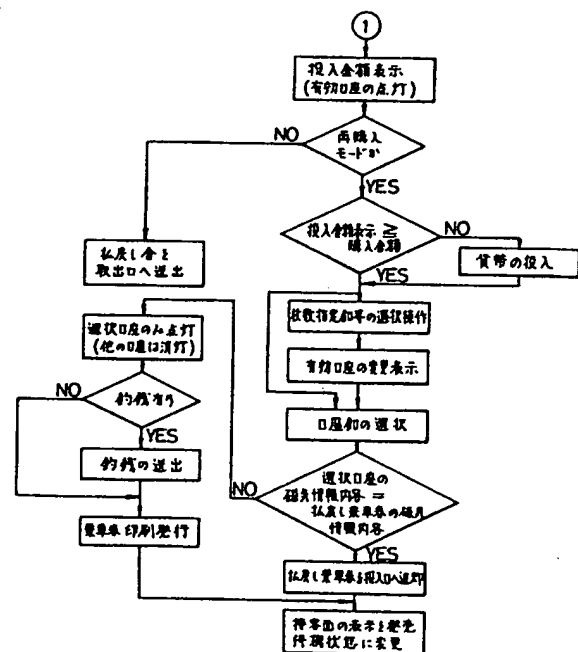 1
投入金額表示
(有効口座の点灯)
再購入
モードか
NO
YES
投入金額表示 ≧
購入金額
NO
YES
貨幣の投入
払戻し金を
取出口へ送出
枚数指定釦等の選択操作
有効口座の変更表示
口座釦の選択
選択口座の
磁気情報内容 =
払戻し乗車券の磁気
情報内容
NO
YES
選択口座のみ点灯
(他の口座は消灯)
釣銭有り
NO
YES
釣銭の送出
乗車券印刷発行
払戻し乗車券を投入口へ返却
接客面の表示を発売
待機状態に変更